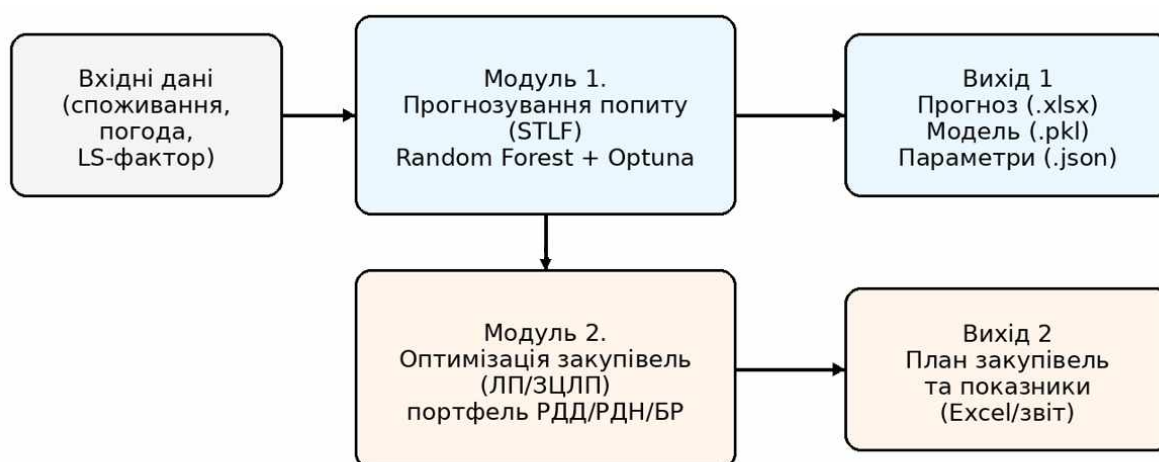 Вхідні дані
(споживання,
погода,
LS-фактор)
Модуль 1.
Прогнозування попиту
(STLF)
Random Forest + Optuna
Вихід 1
Прогноз (.xlsx)
Модель (.pkl)
Параметри (.json)
Модуль 2.
Оптимізація закупівель
(ЛП/ЗЦЛП)
портфель РДД/РДН/БР
Вихід 2
План закупівель
та показники
(Excel/звіт)